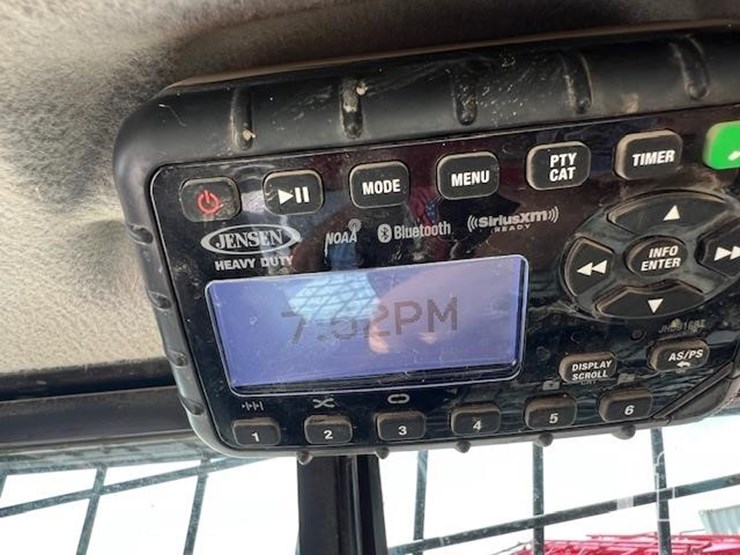 MODE
MENU
PTY
CAT
TIMER
JENSEN
HEAVY DUTY
NOAA
Bluetooth
((SiriusXM))
READY
INFO
ENTER
PM
DISPLAY
SCROLL
AS/PS
1
2
3
4
5
6